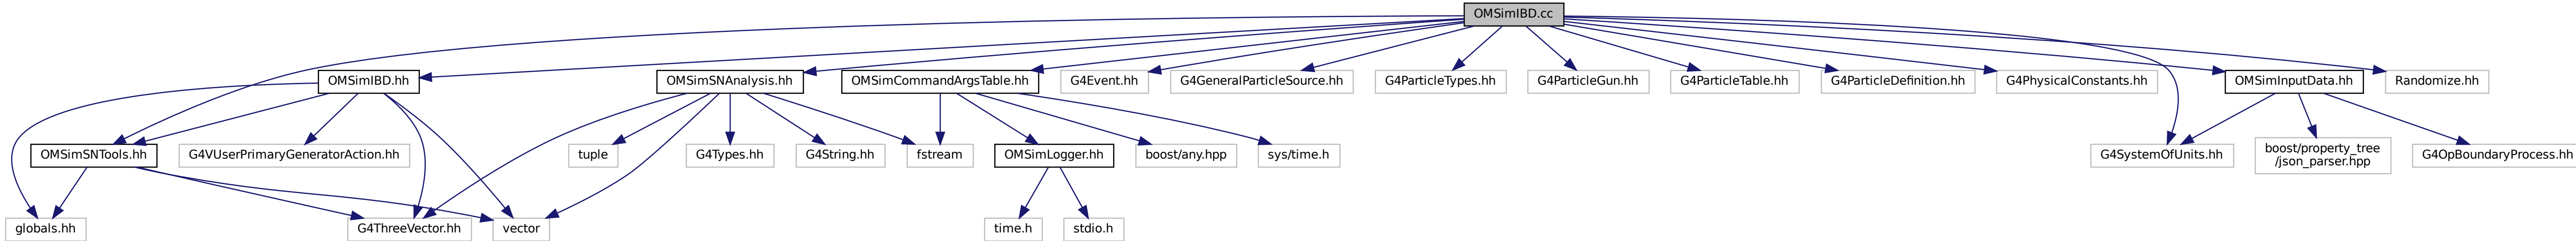 OMSimIBD.cc
OMSimIBD.hh
OMSimSNAnalysis.hh
OMSimCommandArgsTable.hh
G4Event.hh
G4GeneralParticleSource.hh
G4ParticleTypes.hh
G4ParticleGun.hh
G4ParticleTable.hh
G4ParticleDefinition.hh
G4PhysicalConstants.hh
OMSimInputData.hh
Randomize.hh
OMSimSNTools.hh
G4VUserPrimaryGeneratorAction.hh
tuple
G4Types.hh
G4String.hh
fstream
OMSimLogger.hh
boost/any.hpp
sys/time.h
G4SystemOfUnits.hh
boost/property_tree
/json_parser.hpp
G4OpBoundaryProcess.hh
globals.hh
G4ThreeVector.hh
vector
time.h
stdio.h